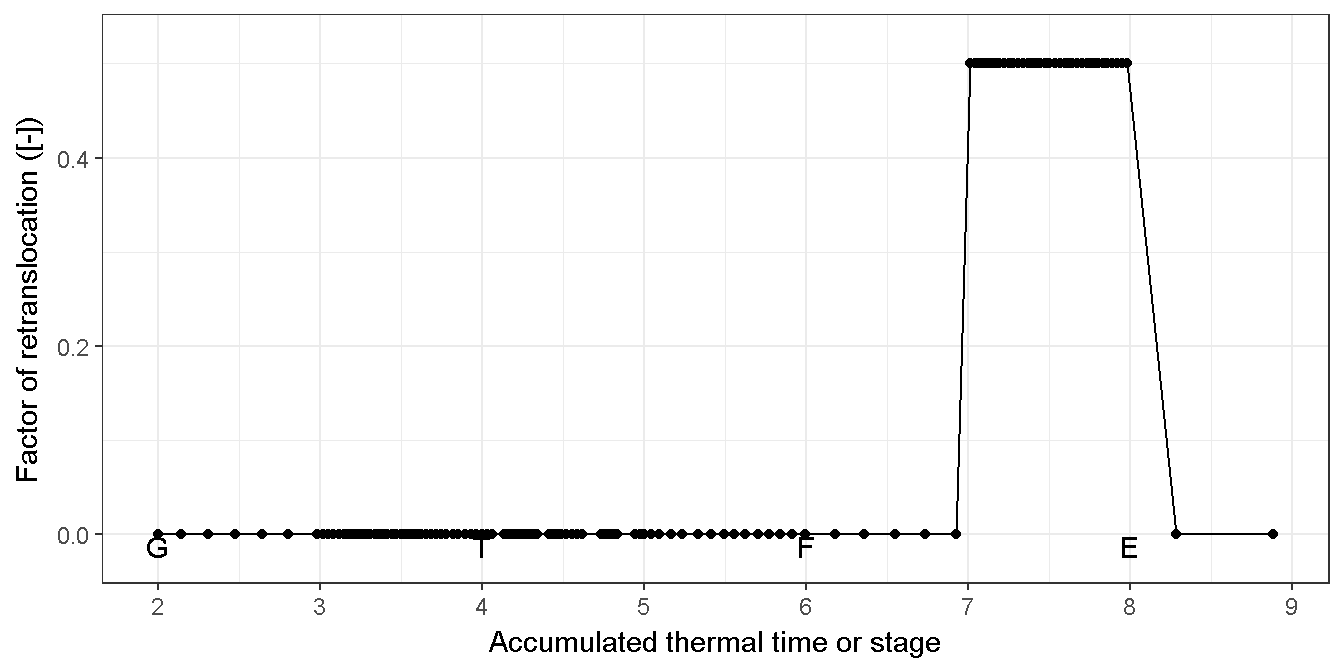 Factor of retranslocation ([-])
0.4
0.2
0.0
G I F E
2 3 4 5 6 7 8 9
Accumulated thermal time or stage